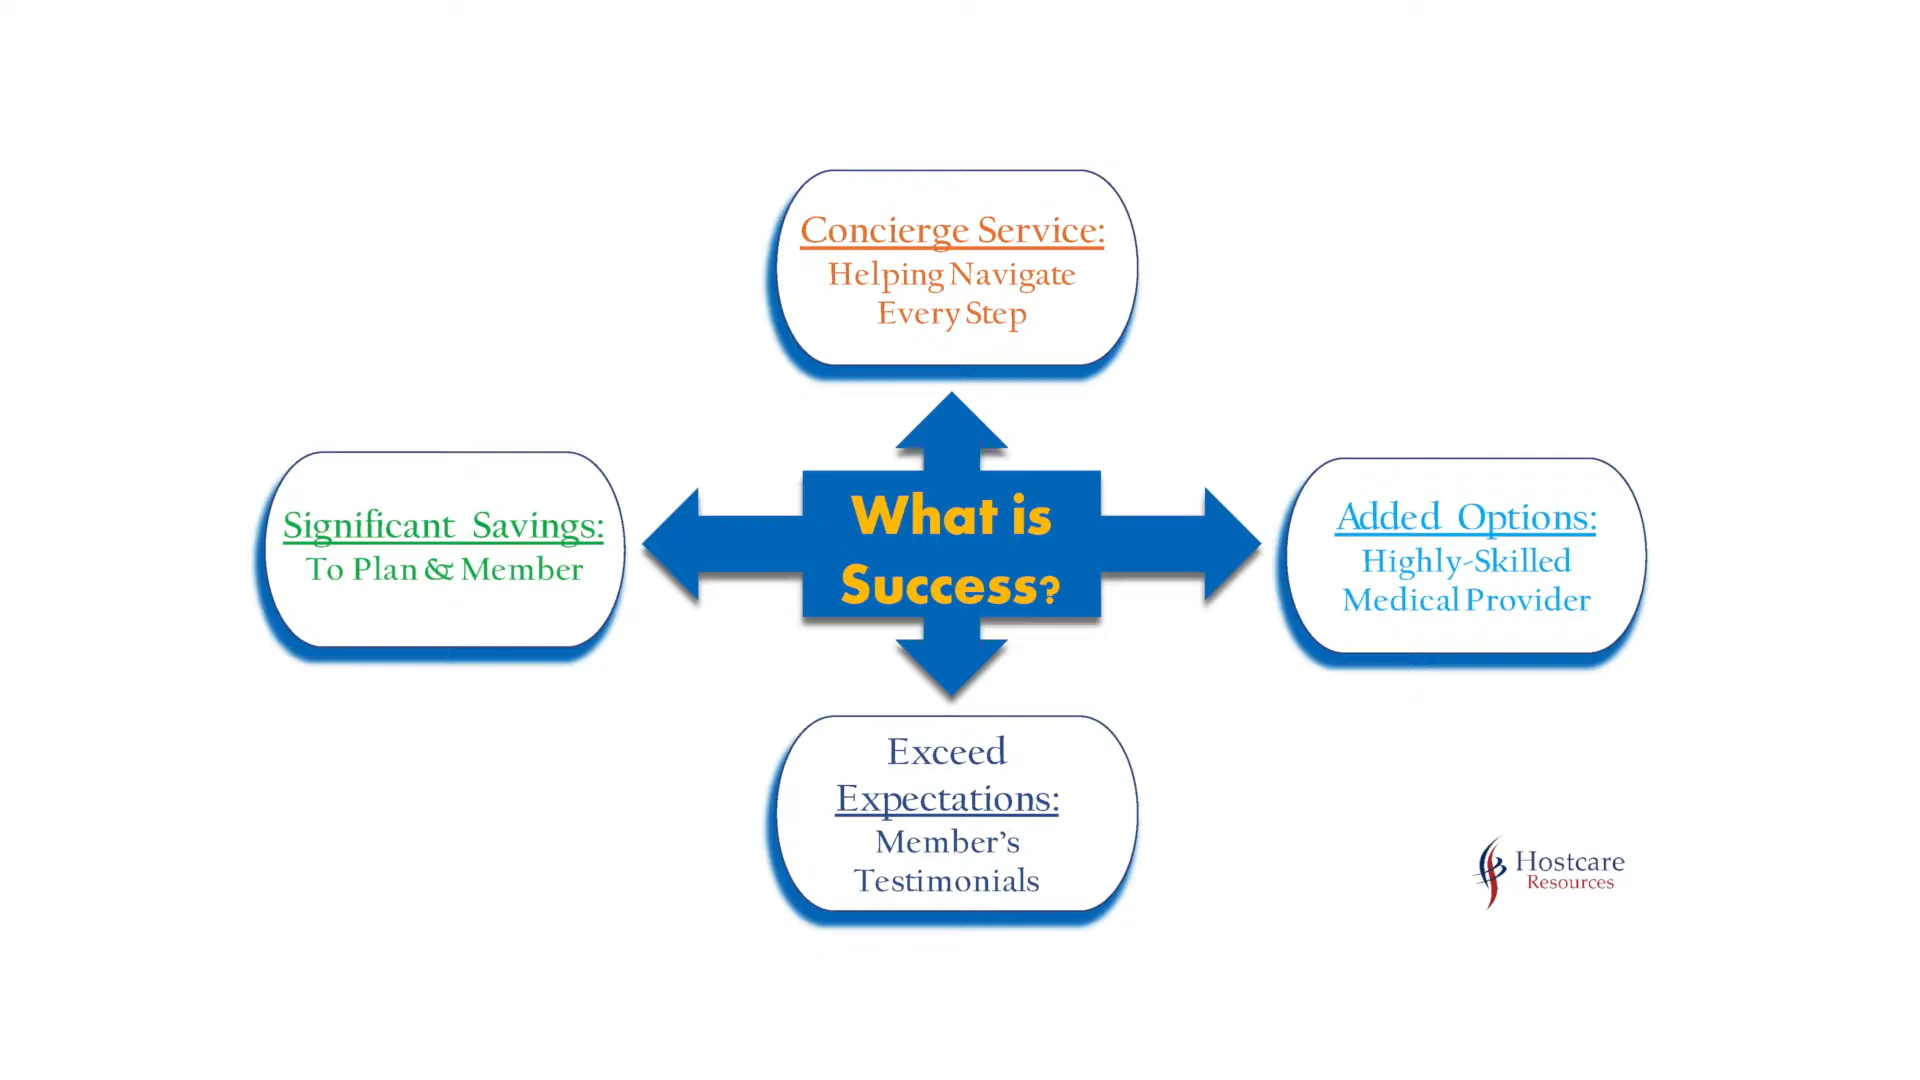 Concierge Service:
Helping Navigate
Every Step
Significant Savings:
To Plan & Member
What is
Success?
Added Options:
Highly-Skilled
Medical Provider
Exceed
Expectations:
Member's
Testimonials
Hostcare
Resources